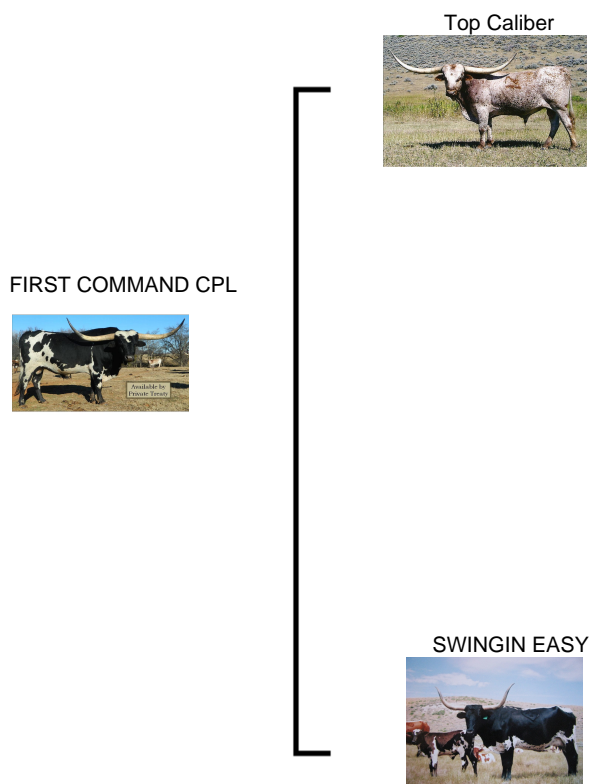 Top Caliber
FIRST COMMAND CPL
Available by
Private Treaty
SWINGIN EASY